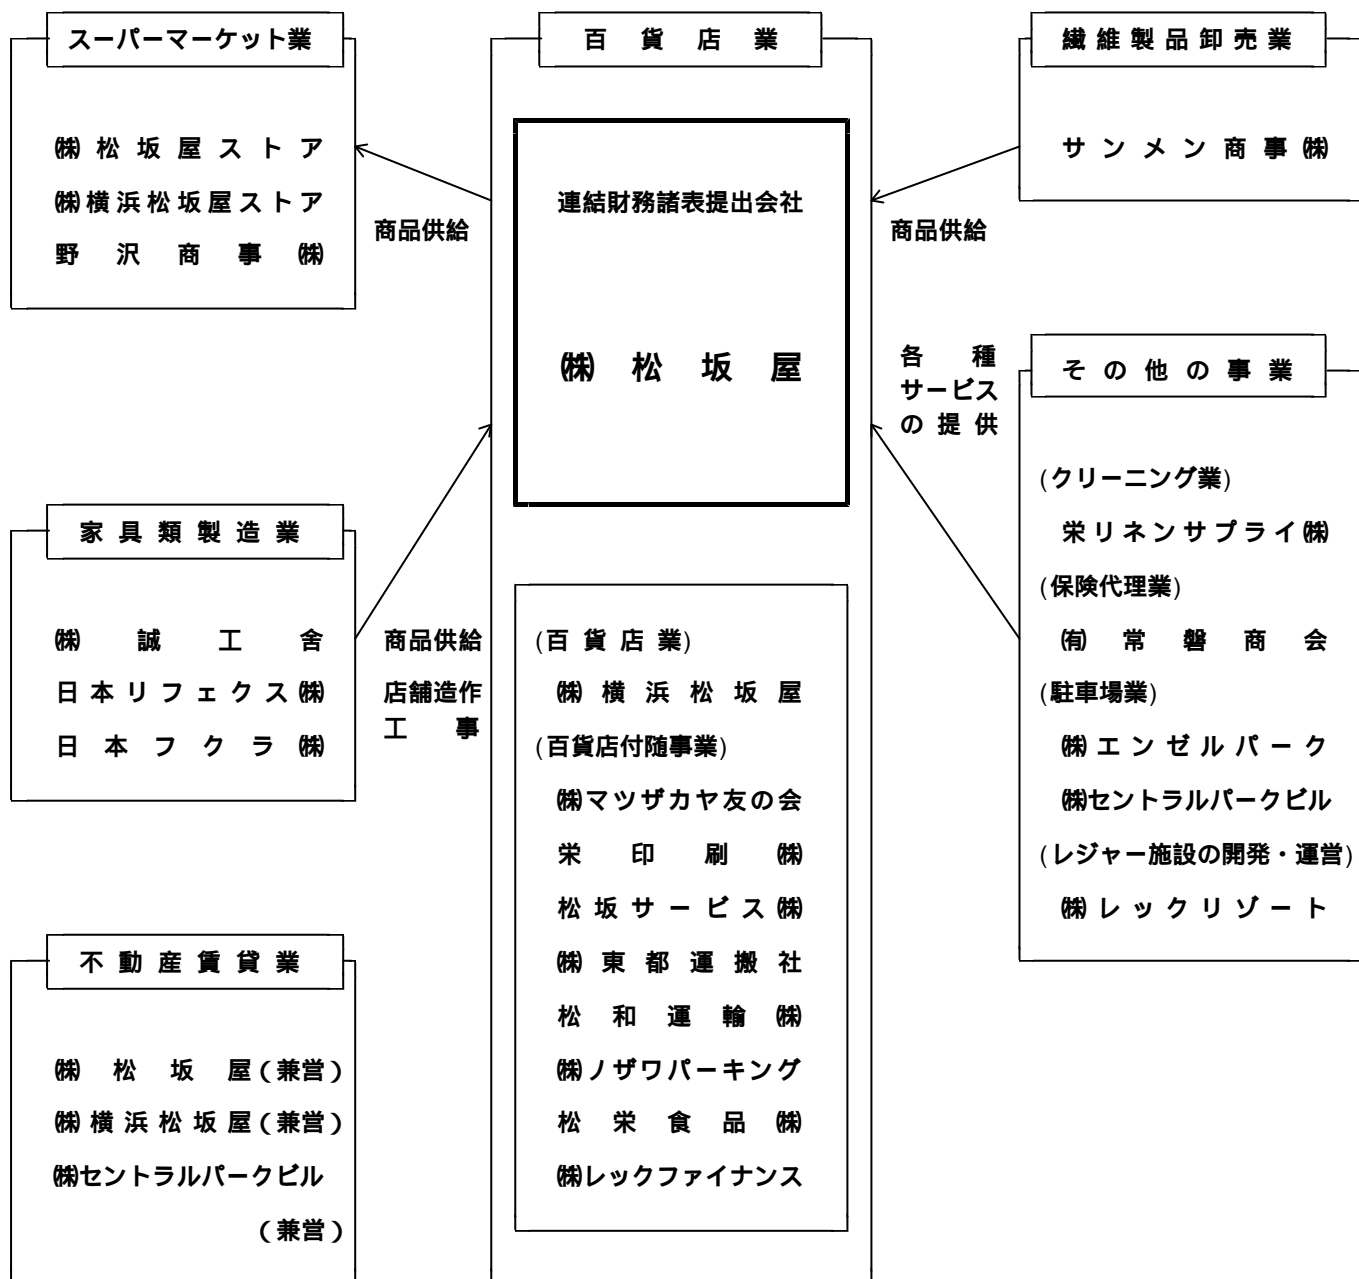 スーパーマーケット業
㈱松坂屋ストア
㈱横浜松坂屋ストア
野沢商事㈱
商品供給
家具類製造業
㈱誠工舎
日本リフェクス㈱
日本フクラ㈱
商品供給
店舗造作
工事
不動産賃貸業
㈱松坂屋（兼営）
㈱横浜松坂屋（兼営）
㈱セントラルパークビル
（兼営）
百貨店業
連結財務諸表提出会社
㈱松坂屋
(百貨店業)
㈱横浜松坂屋
(百貨店付随事業)
㈱マツザカヤ友の会
栄印刷㈱
松坂サービス㈱
㈱東都運搬社
松和運輸㈱
㈱ノザワパーキング
松栄食品㈱
㈱レックファイナンス
繊維製品卸売業
サンメン商事㈱
商品供給
各種
サービス
の提供
その他の事業
(クリーニング業)
栄リネンサプライ㈱
(保険代理業)
㈲常磐商会
(駐車場業)
㈱エンゼルパーク
㈱セントラルパークビル
(レジャー施設の開発・運営)
㈱レックリゾート